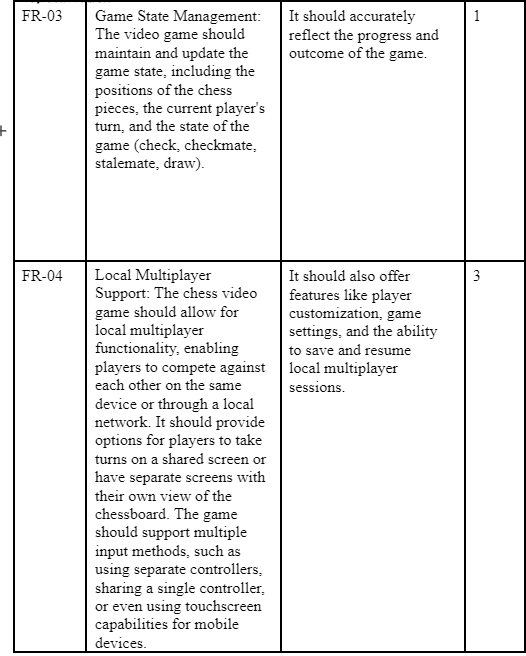 FR-03
Game State Management:
The video game should
maintain and update the
game state, including the
positions of the chess
pieces, the current player's
turn, and the state of the
game (check, checkmate,
stalemate, draw).
It should accurately
reflect the progress and
outcome of the game.
1
FR-04
Local Multiplayer
Support: The chess video
game should allow for
local multiplayer
functionality, enabling
players to compete against
each other on the same
device or through a local
network. It should provide
options for players to take
turns on a shared screen or
have separate screens with
their own view of the
chessboard. The game
should support multiple
input methods, such as
using separate controllers,
sharing a single controller,
or even using touchscreen
capabilities for mobile
devices.
It should also offer
features like player
customization, game
settings, and the ability
to save and resume
local multiplayer
sessions.
3